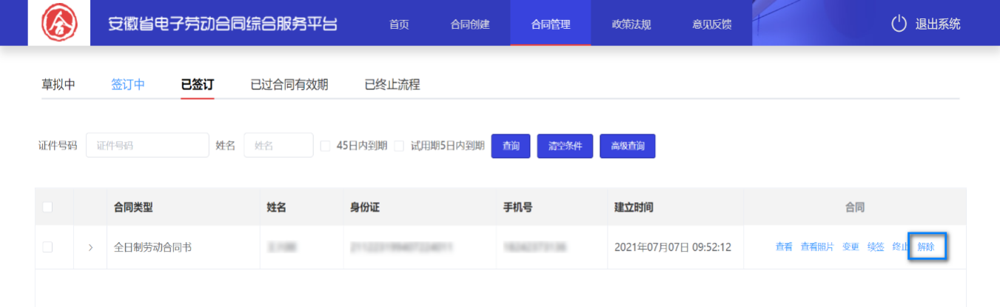 合 安徽省电子劳动合同综合服务平台 首页 合同创建 合同管理 政策法规 意见反馈 退出系统
草拟中 签订中 已签订 已过合同有效期 已终止流程
证件号码 证件号码 姓名 姓名 45日内到期 试用期5日内到期 查询 清空条件 高级查询
合同类型 姓名 身份证 手机号 建立时间 合同
全日制劳动合同书 2021年07月07日 09:52:12 查看 查看照片 变更 续签 终止 解除